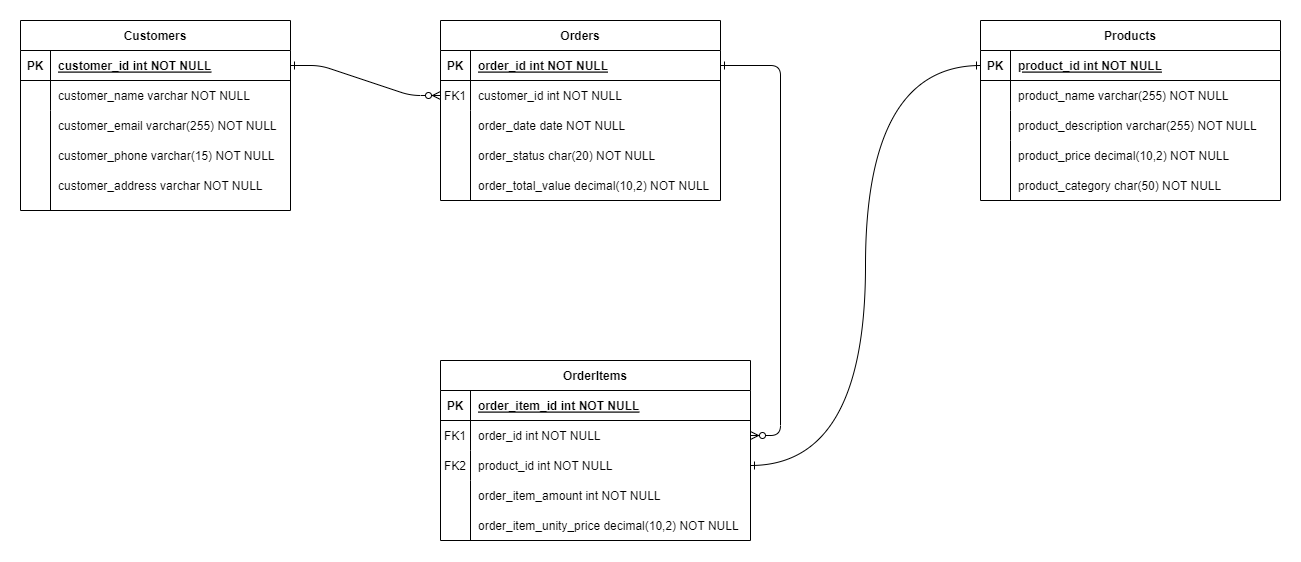 Customers
PK customer_id int NOT NULL
customer_name varchar NOT NULL
customer_email varchar(255) NOT NULL
customer_phone varchar(15) NOT NULL
customer_address varchar NOT NULL
Orders
PK order_id int NOT NULL
FK1 customer_id int NOT NULL
order_date date NOT NULL
order_status char(20) NOT NULL
order_total_value decimal(10,2) NOT NULL
Products
PK product_id int NOT NULL
product_name varchar(255) NOT NULL
product_description varchar(255) NOT NULL
product_price decimal(10,2) NOT NULL
product_category char(50) NOT NULL
OrderItems
PK order_item_id int NOT NULL
FK1 order_id int NOT NULL
FK2 product_id int NOT NULL
order_item_amount int NOT NULL
order_item_unity_price decimal(10,2) NOT NULL